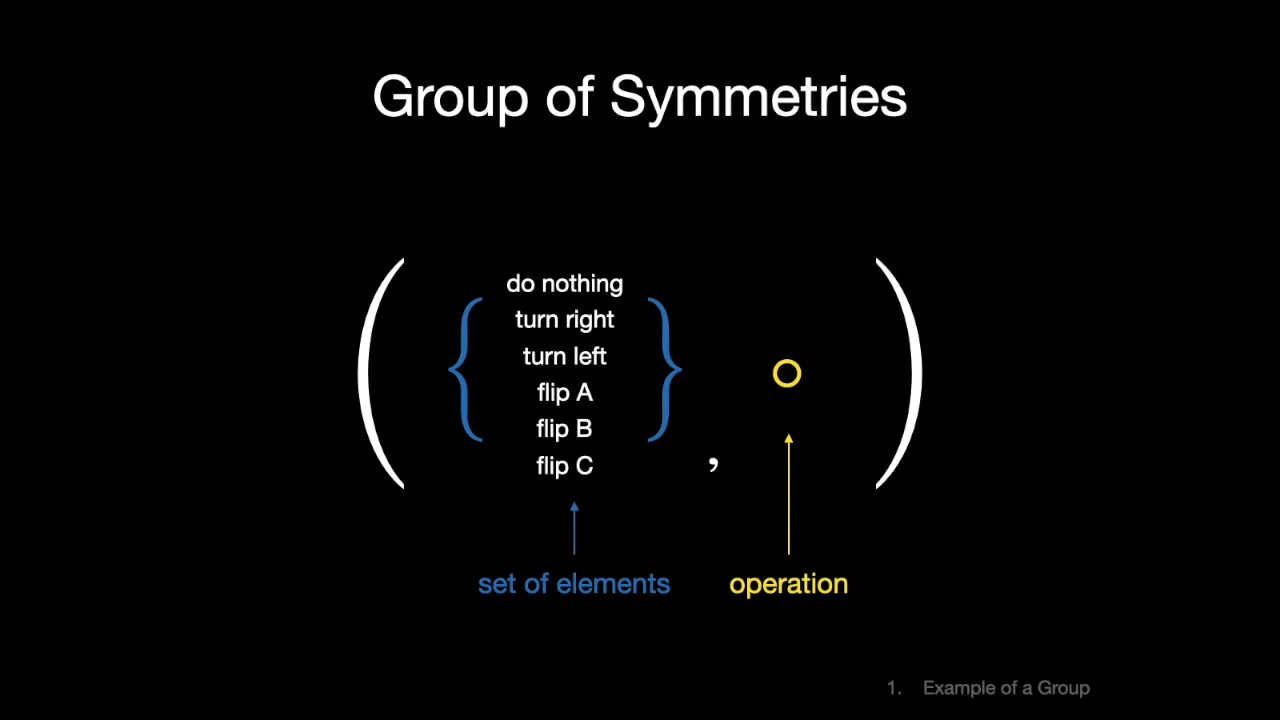 Group of Symmetries
do nothing
turn right
turn left
flip A
flip B
flip C
,
set of elements
operation
1. Example of a Group